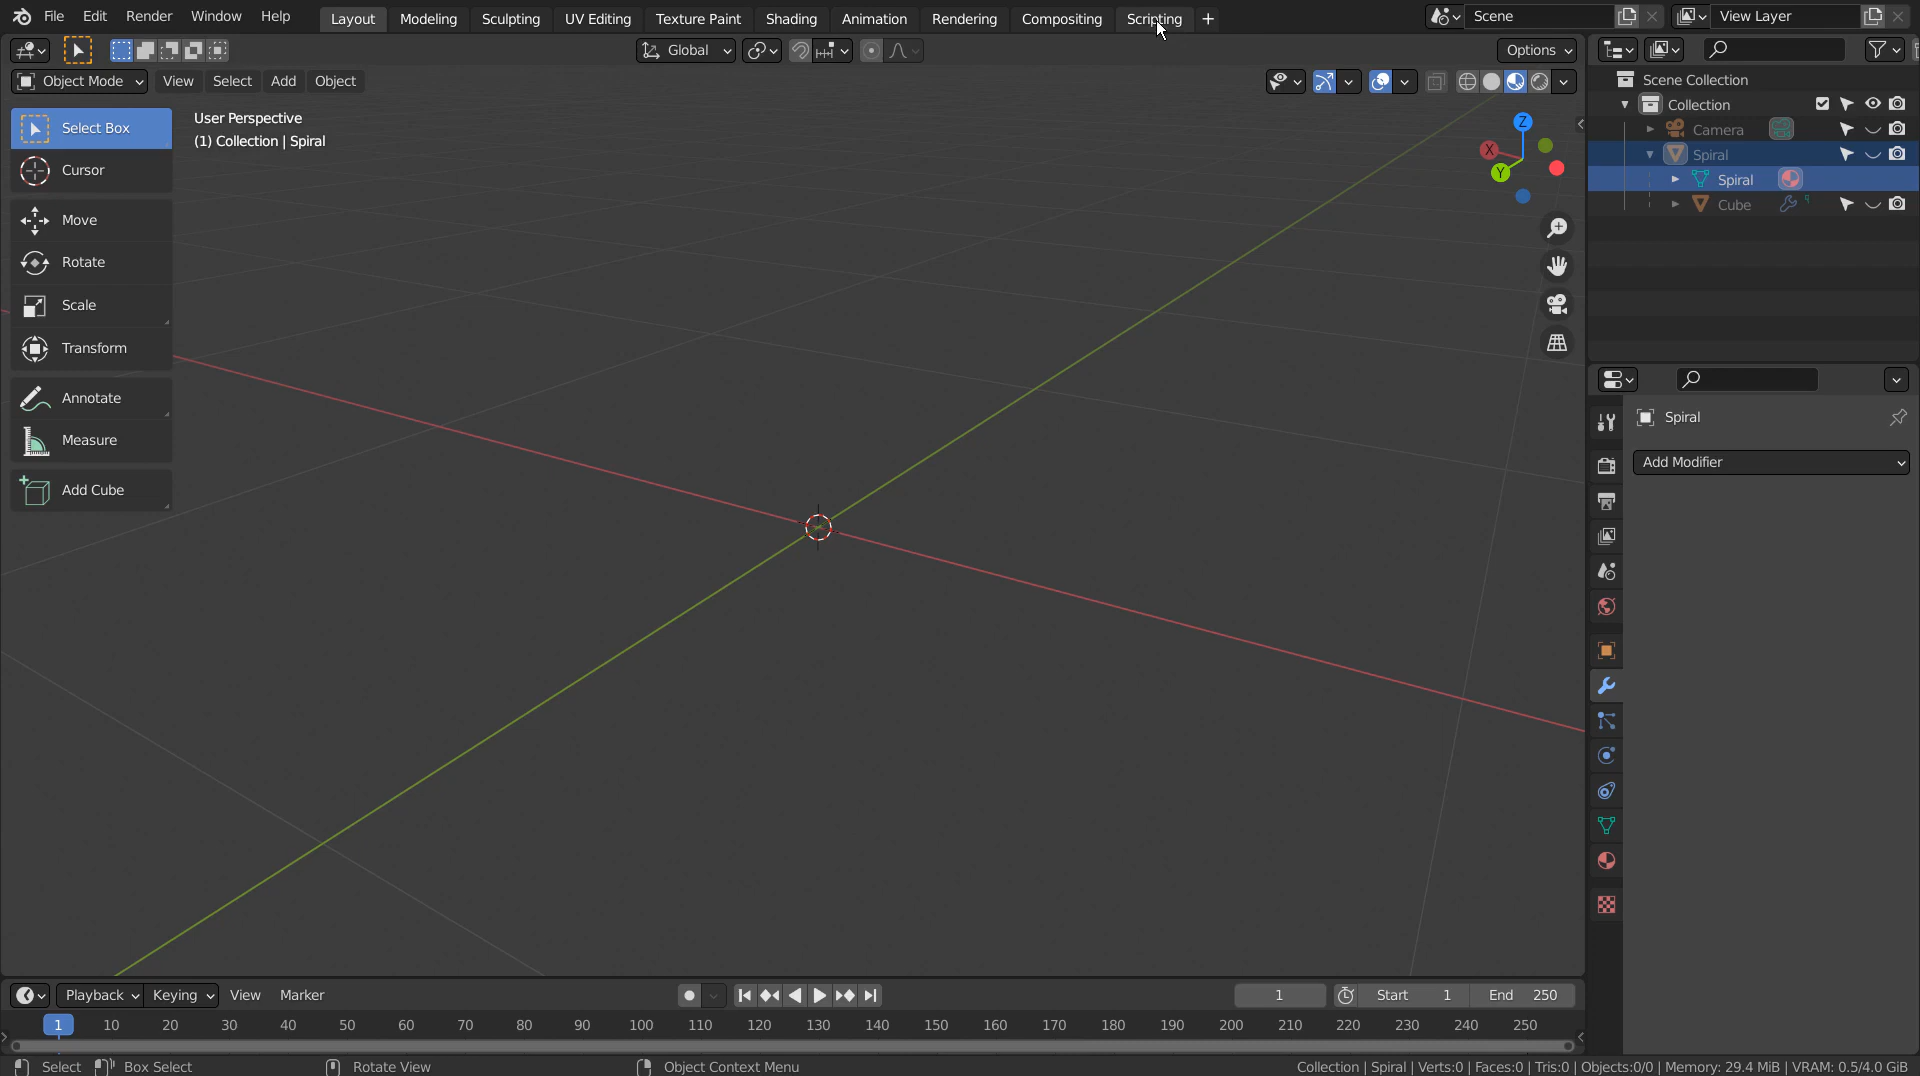 File Edit Render Window Help Layout Modeling Sculpting UV Editing Texture Paint Shading Animation Rendering Compositing Scripting + Scene View Layer
Global Options
Object Mode View Select Add Object
Select Box
Cursor
Move
Rotate
Scale
Transform
Annotate
Measure
Add Cube
User Perspective
(1) Collection | Spiral
Z
X
Y
Scene Collection
Collection
Camera
Spiral
Spiral
Cube
Spiral
Add Modifier
Playback Keying View Marker 1 Start 1 End 250
1 10 20 30 40 50 60 70 80 90 100 110 120 130 140 150 160 170 180 190 200 210 220 230 240 250
Select Box Select Rotate View Object Context Menu Collection | Spiral | Verts:0 | Faces:0 | Tris:0 | Objects:0/0 | Memory: 29.4 MiB | VRAM: 0.5/4.0 GiB